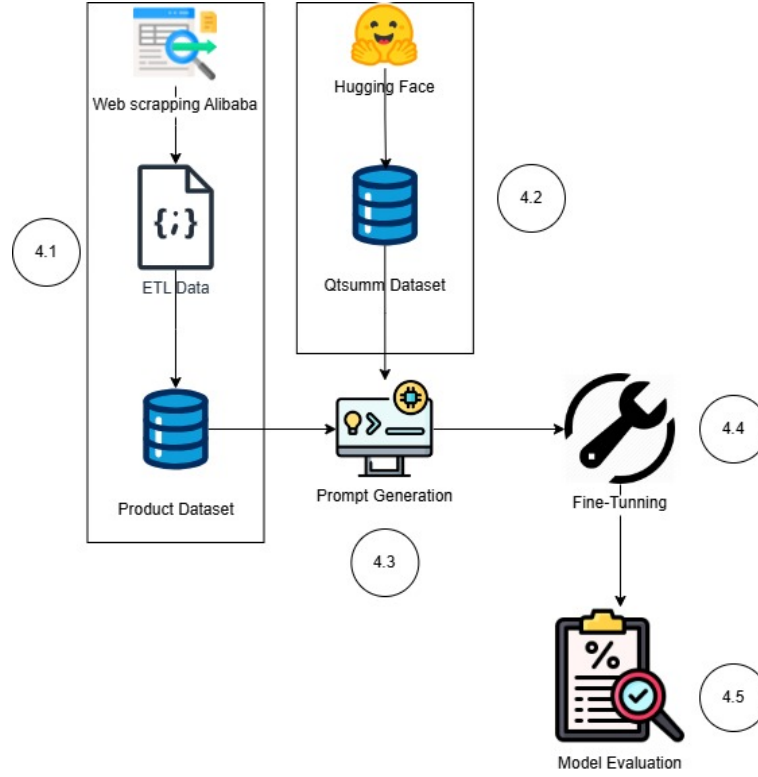 Web scrapping Alibaba
Hugging Face
{;}
4.1
4.2
ETL Data
Qtsumm Dataset
Product Dataset
Prompt Generation
4.3
4.4
Fine-Tunning
%
4.5
Model Evaluation